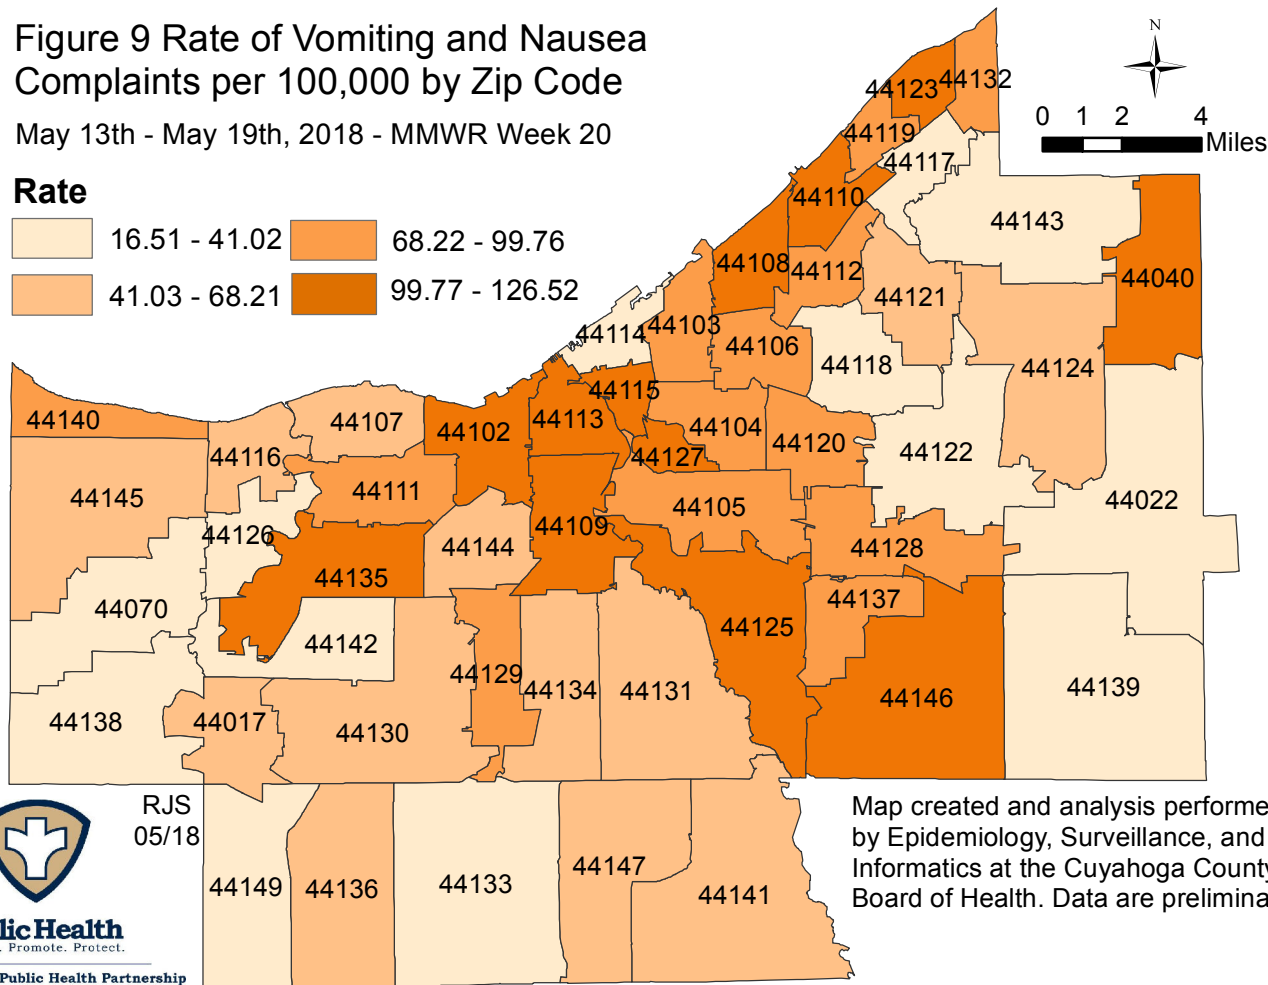 Figure 9 Rate of Vomiting and Nausea
Complaints per 100,000 by Zip Code
May 13th - May 19th, 2018 - MMWR Week 20
Rate
16.51 - 41.02
68.22 - 99.76
41.03 - 68.21
99.77 - 126.52
N
0 1 2 4
Miles
44123
44132
44119
44117
44110
44143
44108
44112
44040
44121
44114
44103
44106
44118
44124
44115
44140
44107
44102
44113
44104
44120
44116
44127
44122
44145
44111
44105
44022
44126
44109
44144
44128
44135
44070
44137
44142
44125
44129
44134
44131
44139
44146
44138
44017
44130
RJS
05/18
44149
44136
44133
44147
44141
Map created and analysis performe
by Epidemiology, Surveillance, and
Informatics at the Cuyahoga County
Board of Health. Data are prelimina
lic Health
. Promote. Protect.
Public Health Partnership